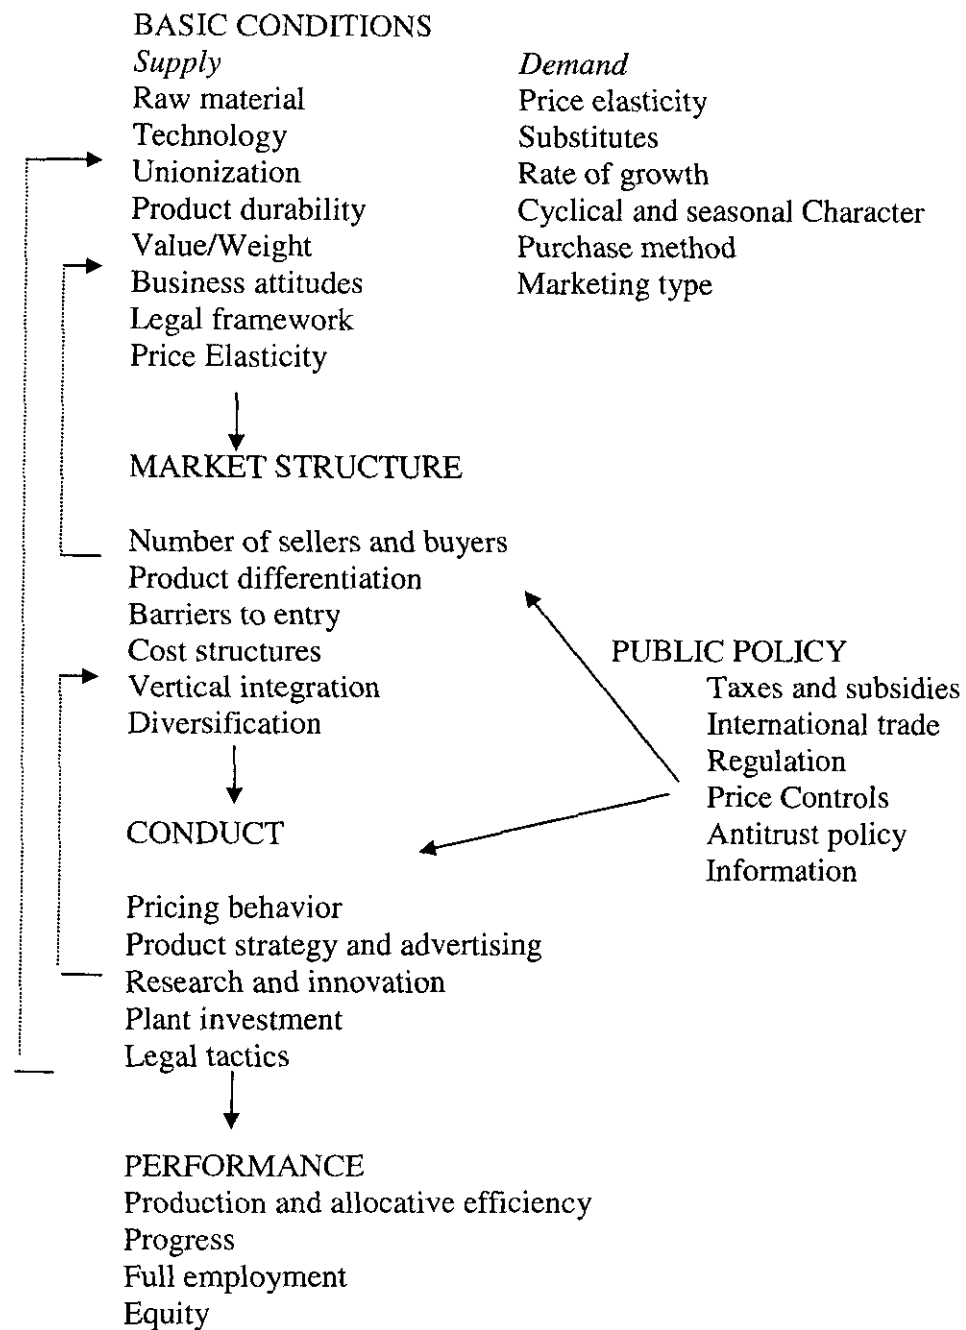 BASIC CONDITIONS
Supply
Raw material
Technology
Unionization
Product durability
Value/Weight
Business attitudes
Legal framework
Price Elasticity
Demand
Price elasticity
Substitutes
Rate of growth
Cyclical and seasonal Character
Purchase method
Marketing type
MARKET STRUCTURE
Number of sellers and buyers
Product differentiation
Barriers to entry
Cost structures
Vertical integration
Diversification
PUBLIC POLICY
Taxes and subsidies
International trade
Regulation
Price Controls
Antitrust policy
Information
CONDUCT
Pricing behavior
Product strategy and advertising
Research and innovation
Plant investment
Legal tactics
PERFORMANCE
Production and allocative efficiency
Progress
Full employment
Equity